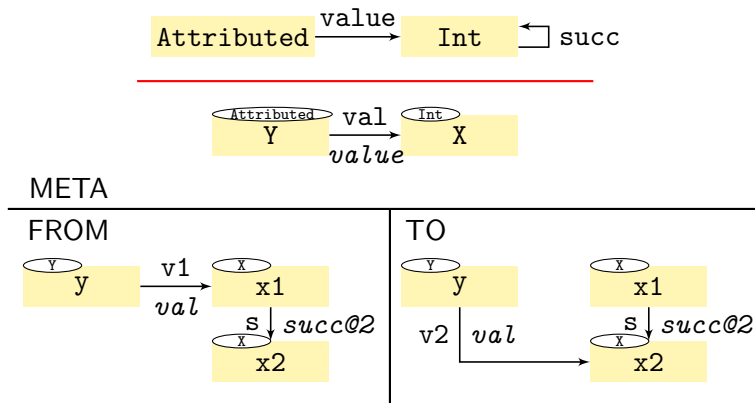 value
Attributed Int succ
Attributed val Int
Y value X
META
FROM TO
Y v1 X Y X
y val x1 y x1
s succ@2 v2 val s succ@2
X X
x2 x2